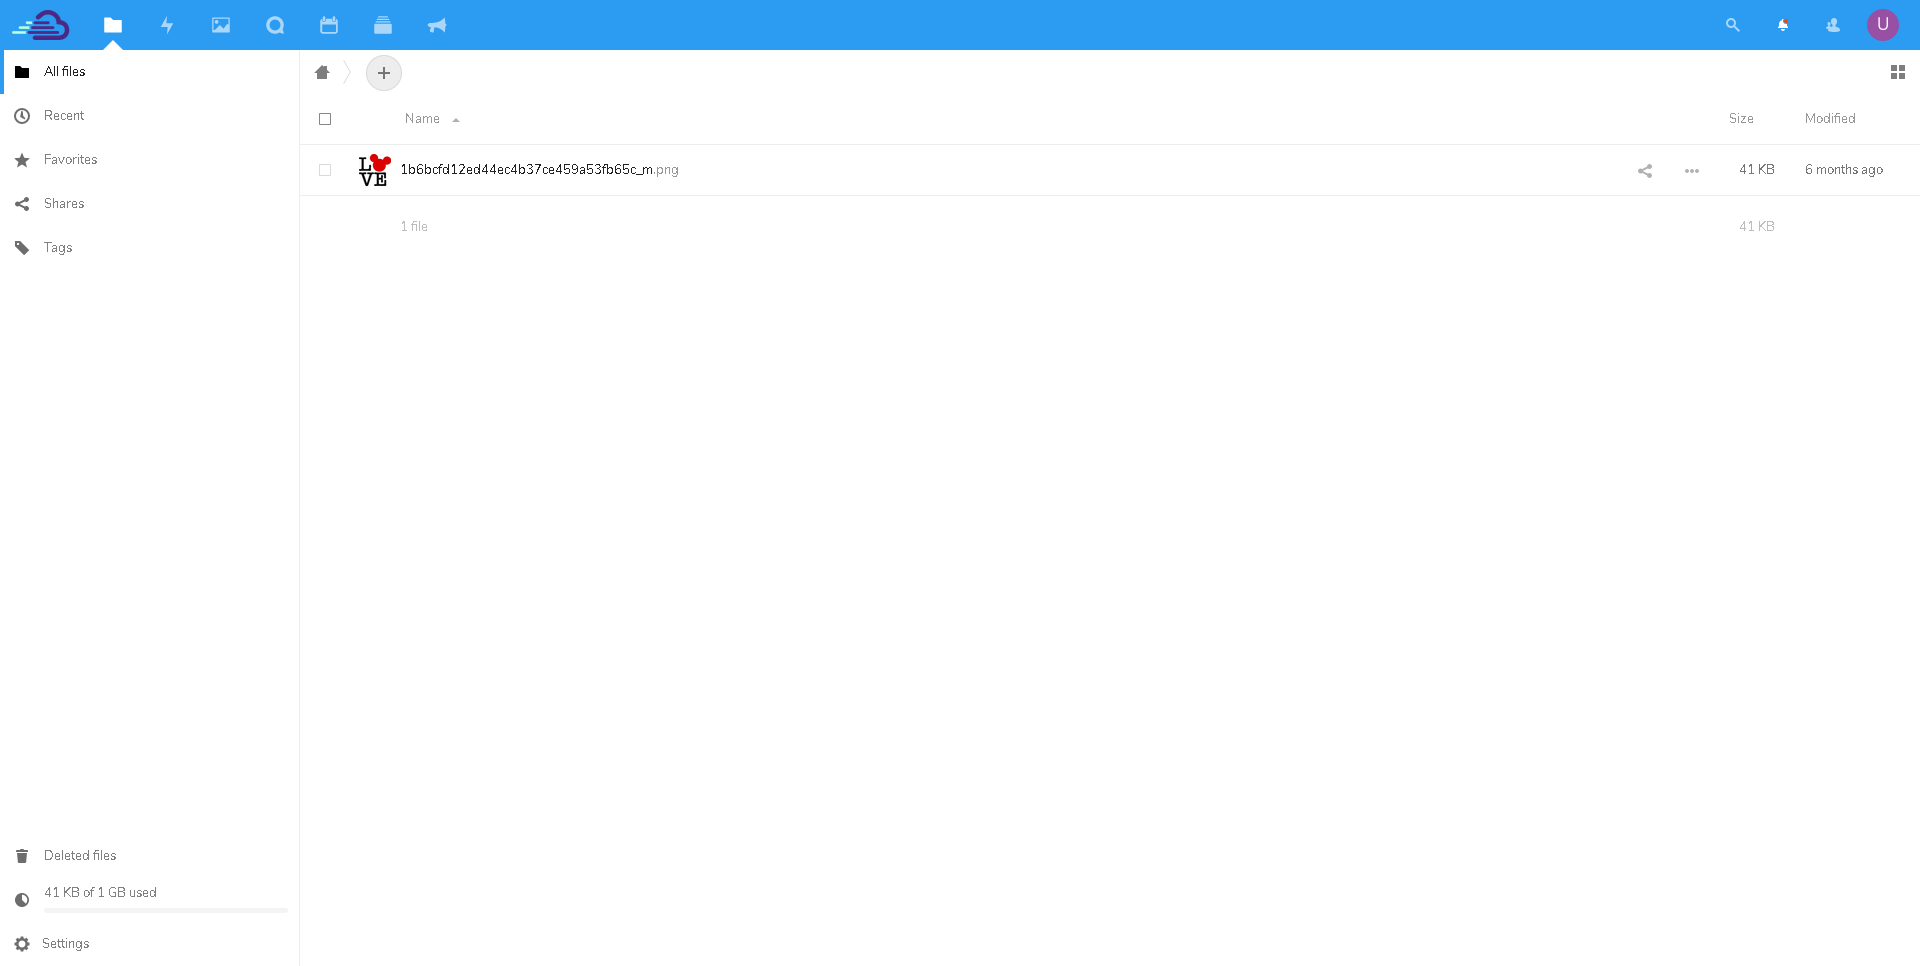 U
All files
Recent
Favorites
Shares
Tags
Name
Size
Modified
LOVE
1b6bcfd12ed44ec4b37ce459a53fb65c_m.png
41 KB
6 months ago
1 file
41 KB
Deleted files
41 KB of 1 GB used
Settings